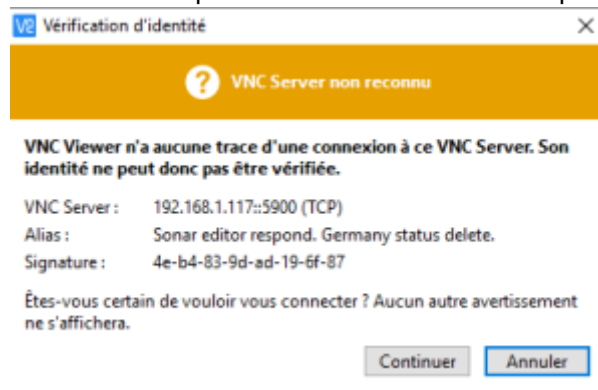 Vérification d'identité
VNC Server non reconnu
VNC Viewer n'a aucune trace d'une connexion à ce VNC Server. Son
identité ne peut donc pas être vérifiée.
VNC Server : 192.168.1.117::5900 (TCP)
Alias : Sonar editor respond. Germany status delete.
Signature : 4e-b4-83-9d-ad-19-6f-87
Êtes-vous certain de vouloir vous connecter ? Aucun autre avertissement
ne s'affichera.
Continuer Annuler